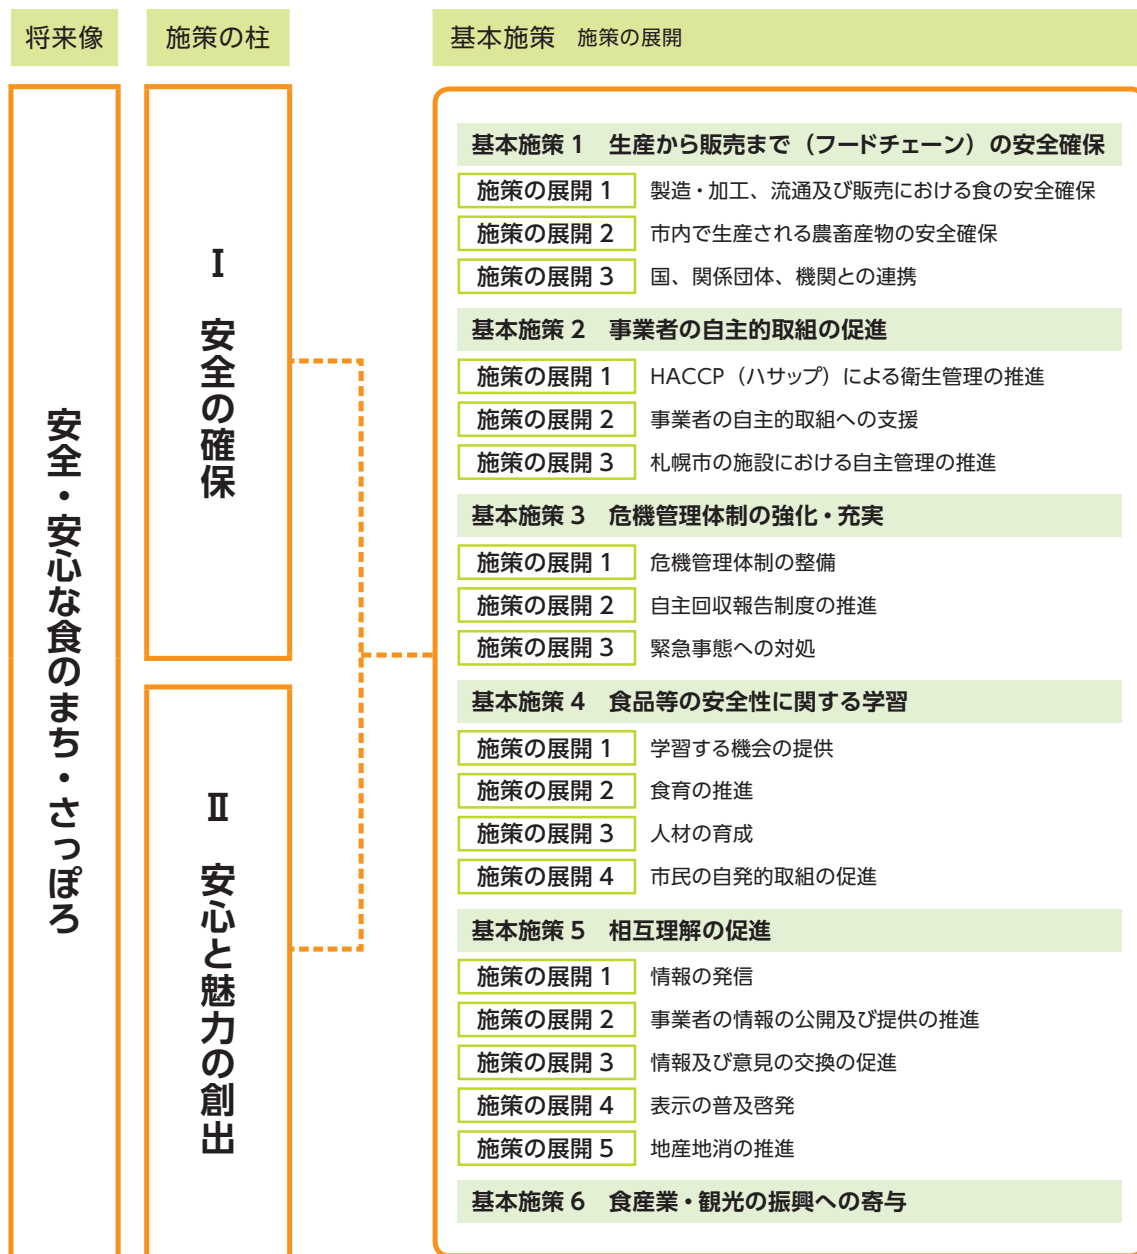 将来像
施策の柱
基本施策 施策の展開
安全・安心な食のまち・さっぽろ
Ⅰ 安全の確保
Ⅱ 安心と魅力の創出
基本施策 1 生産から販売まで（フードチェーン）の安全確保
施策の展開 1 製造・加工、流通及び販売における食の安全確保
施策の展開 2 市内で生産される農畜産物の安全確保
施策の展開 3 国、関係団体、機関との連携
基本施策 2 事業者の自主的取組の促進
施策の展開 1 HACCP（ハサップ）による衛生管理の推進
施策の展開 2 事業者の自主的取組への支援
施策の展開 3 札幌市の施設における自主管理の推進
基本施策 3 危機管理体制の強化・充実
施策の展開 1 危機管理体制の整備
施策の展開 2 自主回収報告制度の推進
施策の展開 3 緊急事態への対処
基本施策 4 食品等の安全性に関する学習
施策の展開 1 学習する機会の提供
施策の展開 2 食育の推進
施策の展開 3 人材の育成
施策の展開 4 市民の自発的取組の促進
基本施策 5 相互理解の促進
施策の展開 1 情報の発信
施策の展開 2 事業者の情報の公開及び提供の推進
施策の展開 3 情報及び意見の交換の促進
施策の展開 4 表示の普及啓発
施策の展開 5 地産地消の推進
基本施策 6 食産業・観光の振興への寄与